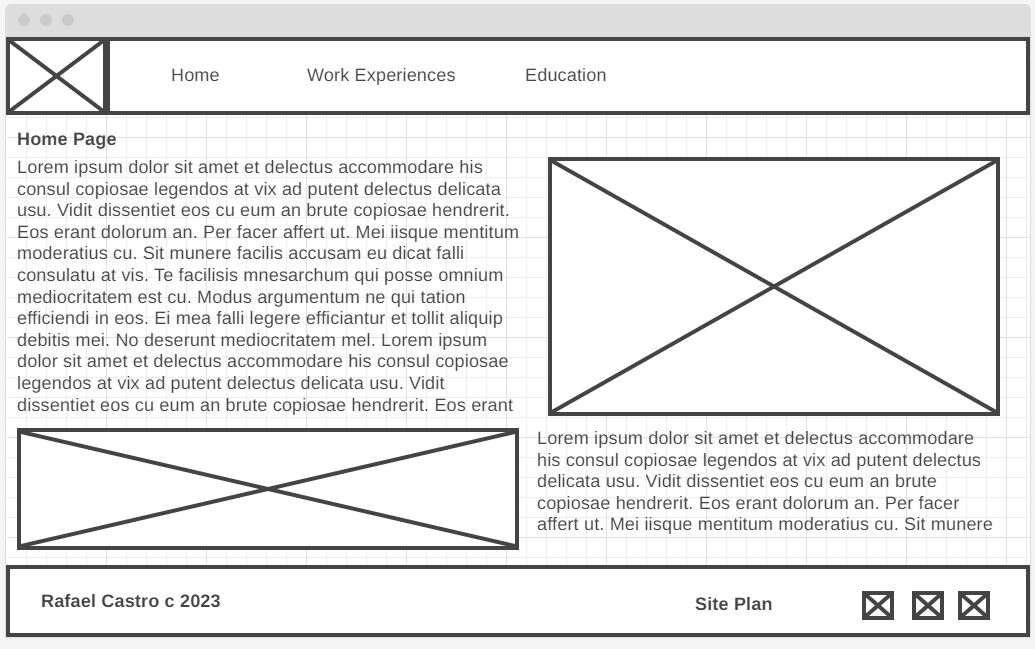 Home
Work Experiences
Education
Home Page
Lorem ipsum dolor sit amet et delectus accommodare his
consul copiosae legendos at vix ad putent delectus delicata
usu. Vidit dissentiet eos cu eum an brute copiosae hendrerit.
Eos erant dolorum an. Per facer affert ut. Mei iisque mentitum
moderatius cu. Sit munere facilis accusam eu dicat falli
consulatu at vis. Te facilisis mnesarchum qui posse omnium
mediocritatem est cu. Modus argumentum ne qui tation
efficiendi in eos. Ei mea falli legere efficiantur et tollit aliquip
debitis mei. No deserunt mediocritatem mel. Lorem ipsum
dolor sit amet et delectus accommodare his consul copiosae
legendos at vix ad putent delectus delicata usu. Vidit
dissentiet eos cu eum an brute copiosae hendrerit. Eos erant
Lorem ipsum dolor sit amet et delectus accommodare
his consul copiosae legendos at vix ad putent delectus
delicata usu. Vidit dissentiet eos cu eum an brute
copiosae hendrerit. Eos erant dolorum an. Per facer
affert ut. Mei iisque mentitum moderatius cu. Sit munere
Rafael Castro c 2023
Site Plan